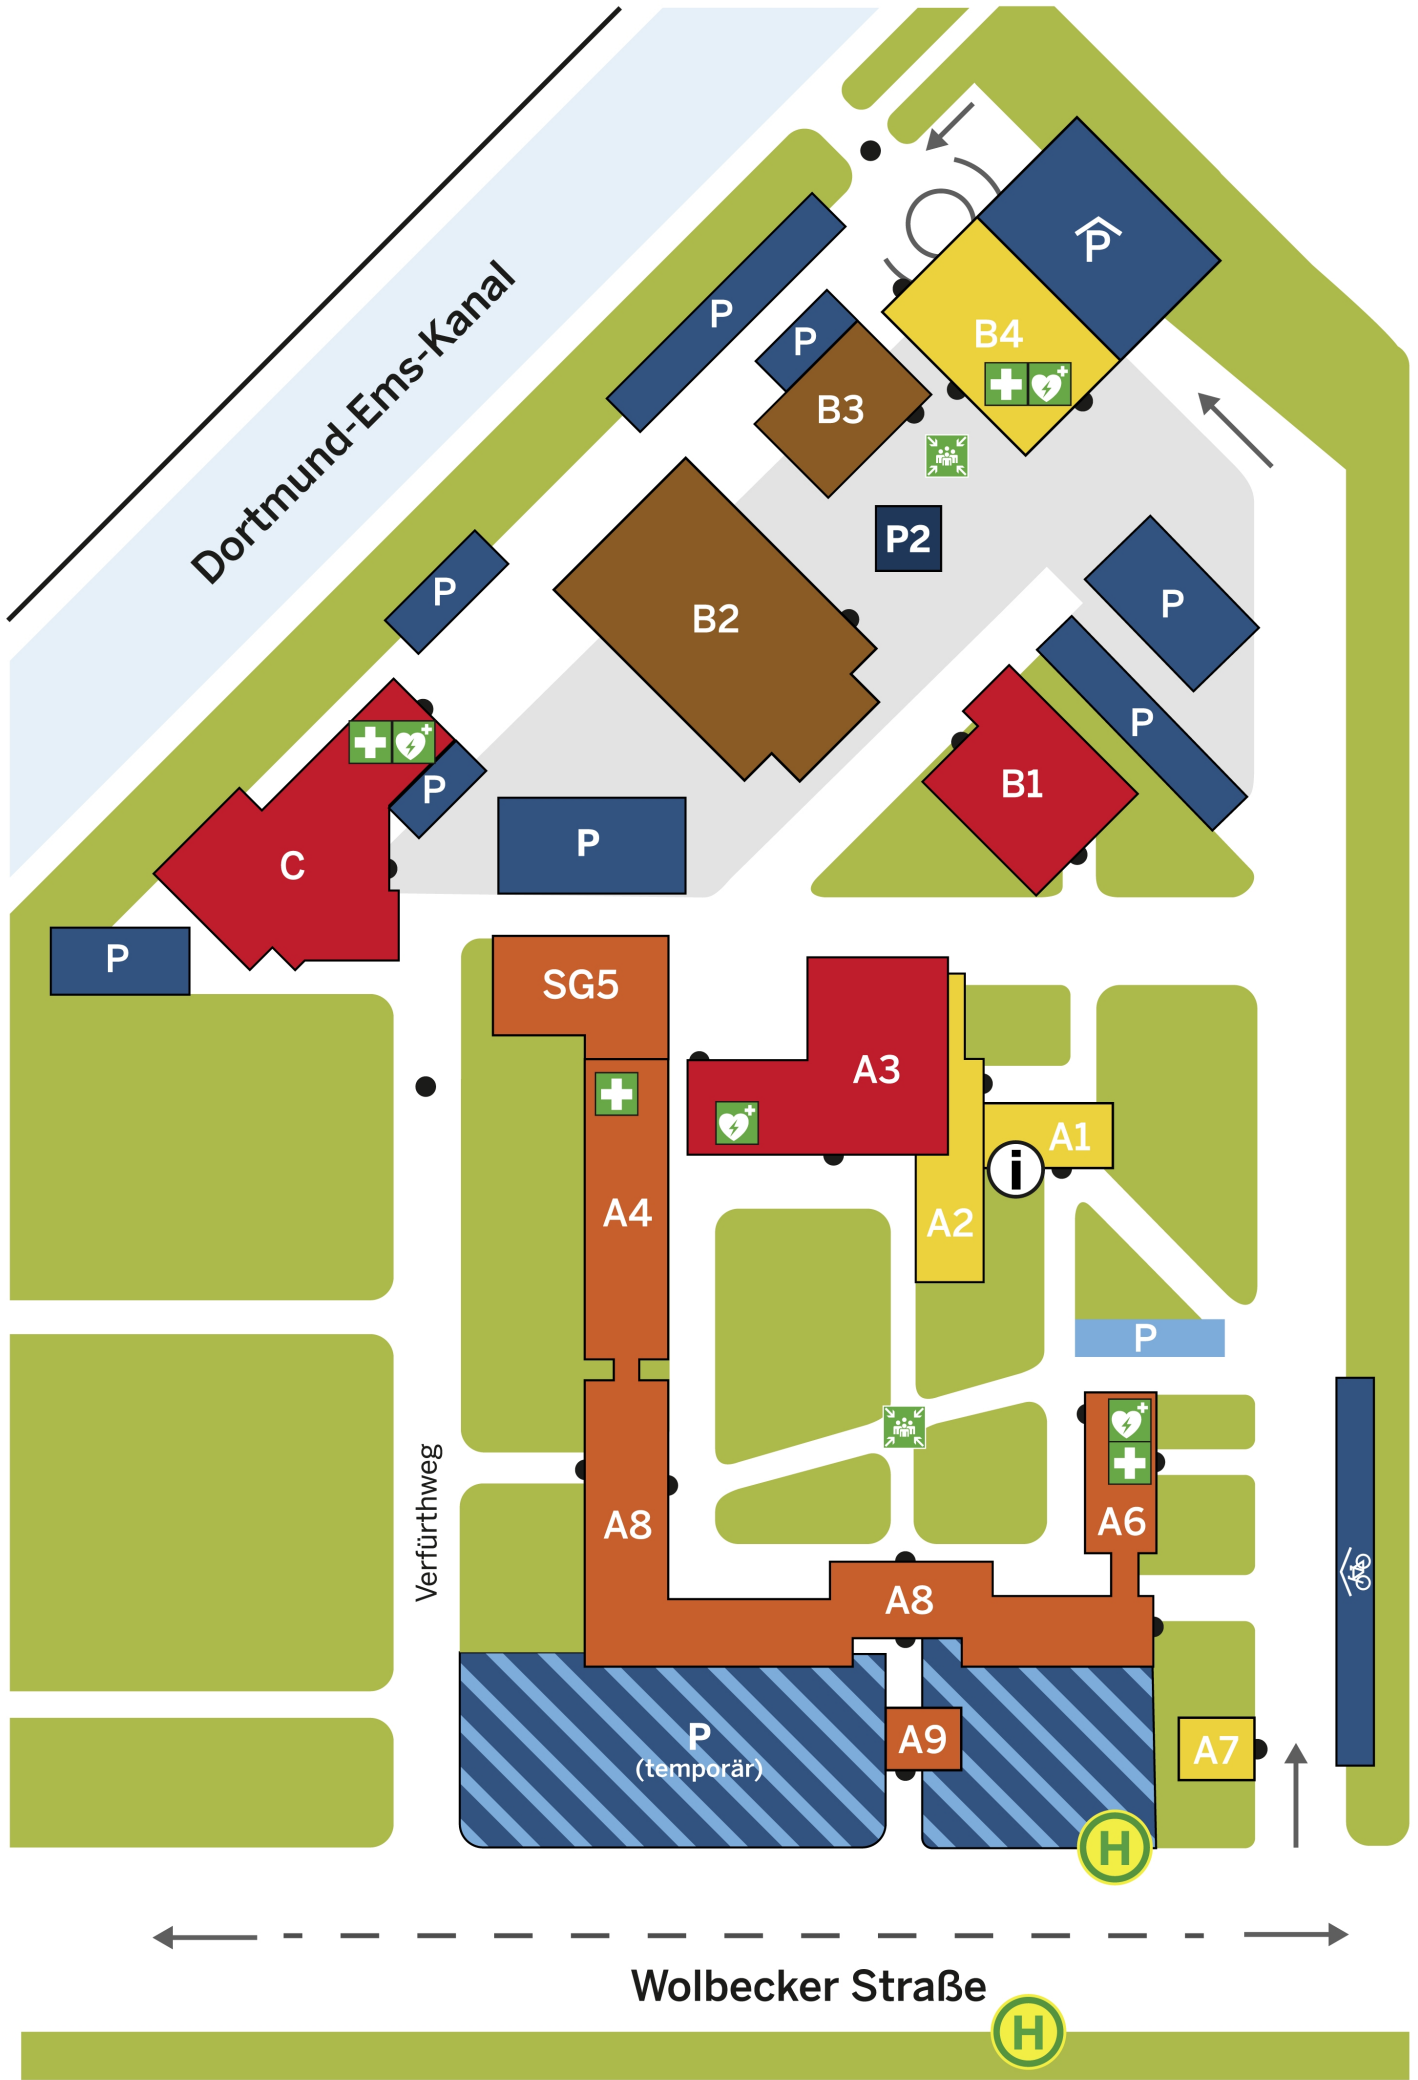 P
P
B4
P
B3
Dortmund-Ems-Kanal
P2
P
P
B2
P
B1
P
P
C
P
SG5
A3
A1
i
A4
A2
P
Verfürthweg
A6
A8
A8
P
(temporär)
A9
A7
H
Wolbecker Straße
H